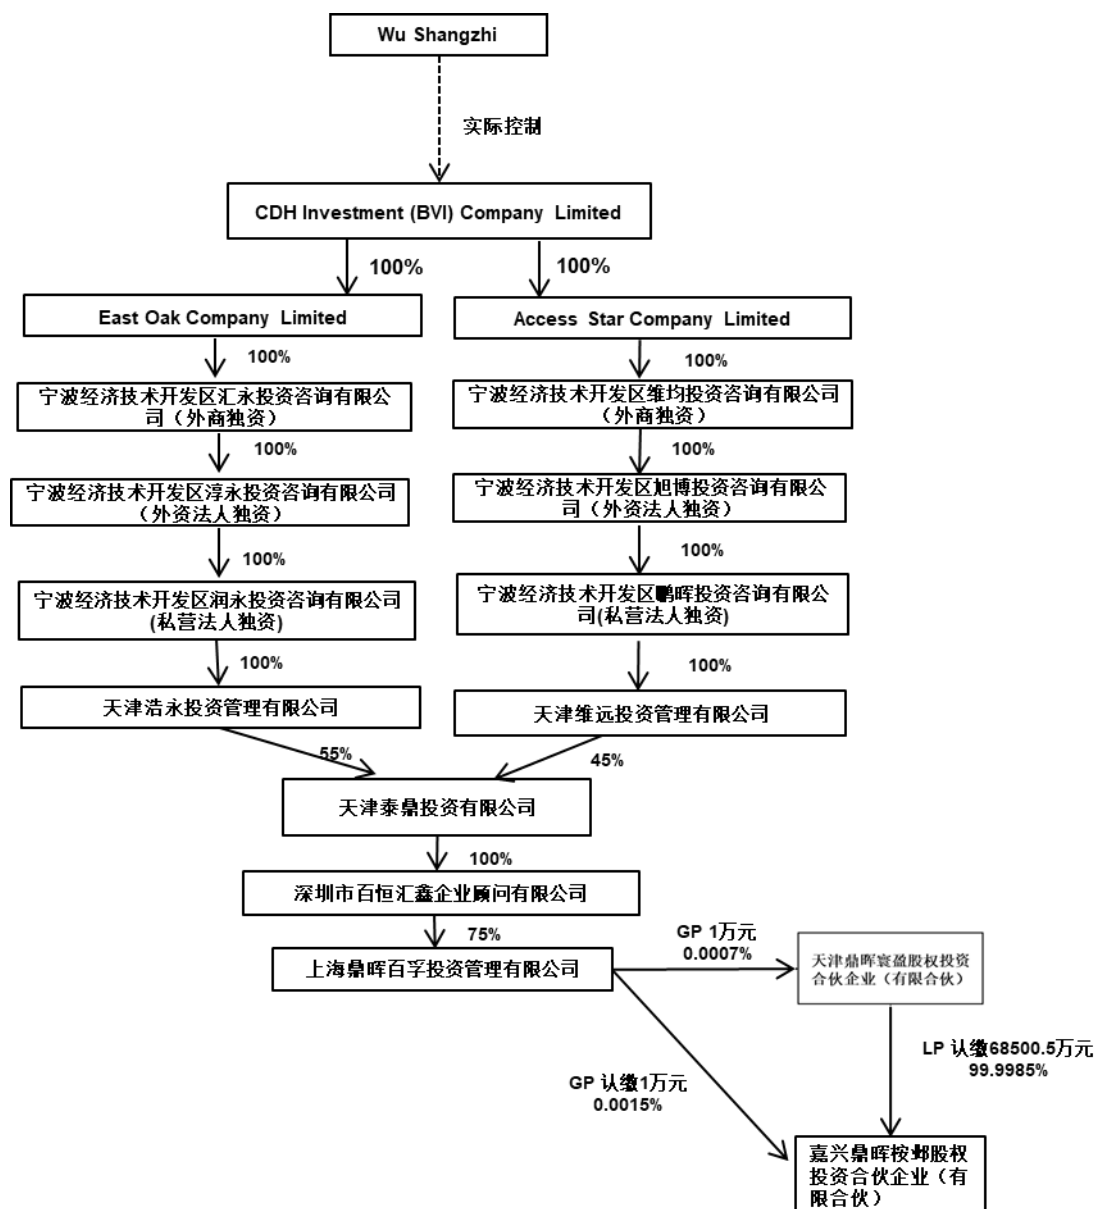 Wu Shangzhi
实际控制
CDH Investment (BVI) Company Limited
100%
100%
East Oak Company Limited
Access Star Company Limited
100%
100%
宁波经济技术开发区汇永投资咨询有限公
司（外商独资）
宁波经济技术开发区维均投资咨询有限公司
（外商独资）
100%
100%
宁波经济技术开发区淳永投资咨询有限公司
（外资法人独资）
宁波经济技术开发区旭博投资咨询有限公
司（外资法人独资）
100%
100%
宁波经济技术开发区润永投资咨询有限公司
(私营法人独资)
宁波经济技术开发区鹏晖投资咨询有限公
司(私营法人独资)
100%
100%
天津浩永投资管理有限公司
天津维远投资管理有限公司
55%
45%
天津泰鼎投资有限公司
100%
深圳市百恒汇鑫企业顾问有限公司
75%
上海鼎晖百孚投资管理有限公司
GP 1万元
0.0007%
天津鼎晖寰盈股权投资
合伙企业（有限合伙）
LP 认缴68500.5万元
99.9985%
GP 认缴1万元
0.0015%
嘉兴鼎晖桉邺股权
投资合伙企业（有
限合伙）